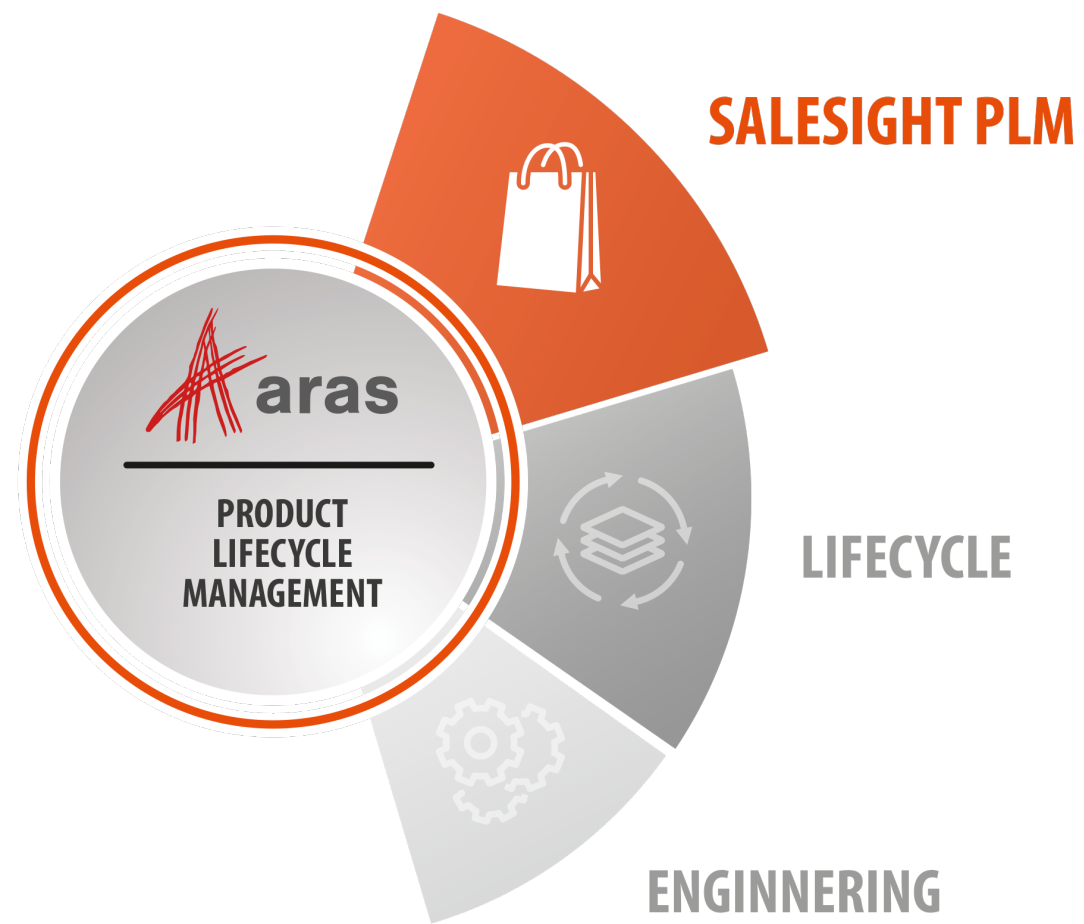 SALESIGHT PLM
aras
PRODUCT
LIFECYCLE
MANAGEMENT
LIFECYCLE
ENGINNERING